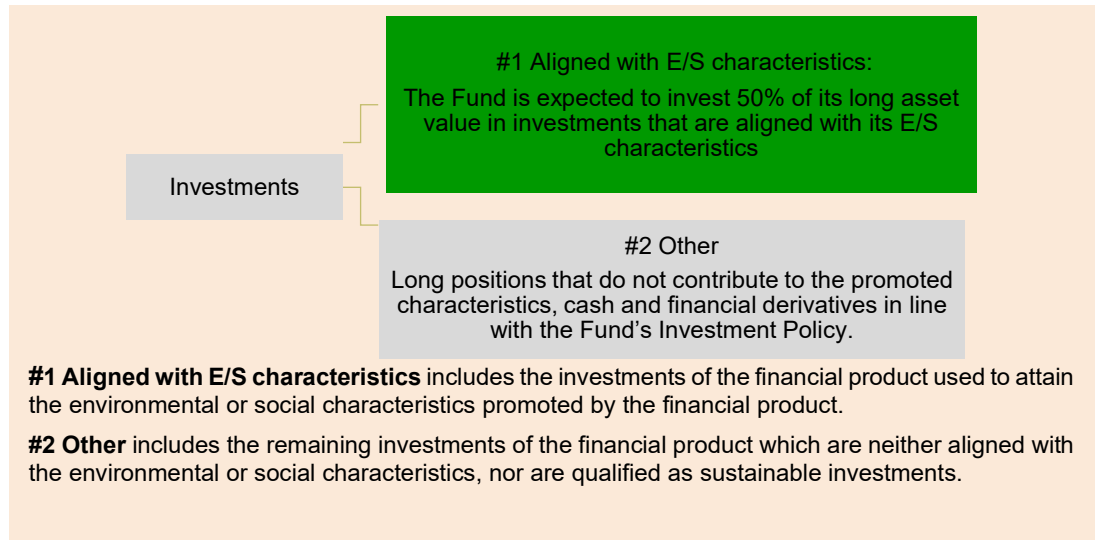 #1 Aligned with E/S characteristics:
The Fund is expected to invest 50% of its long asset
value in investments that are aligned with its E/S
characteristics
Investments
#2 Other
Long positions that do not contribute to the promoted
characteristics, cash and financial derivatives in line
with the Fund’s Investment Policy.
#1 Aligned with E/S characteristics includes the investments of the financial product used to attain
the environmental or social characteristics promoted by the financial product.
#2 Other includes the remaining investments of the financial product which are neither aligned with
the environmental or social characteristics, nor are qualified as sustainable investments.